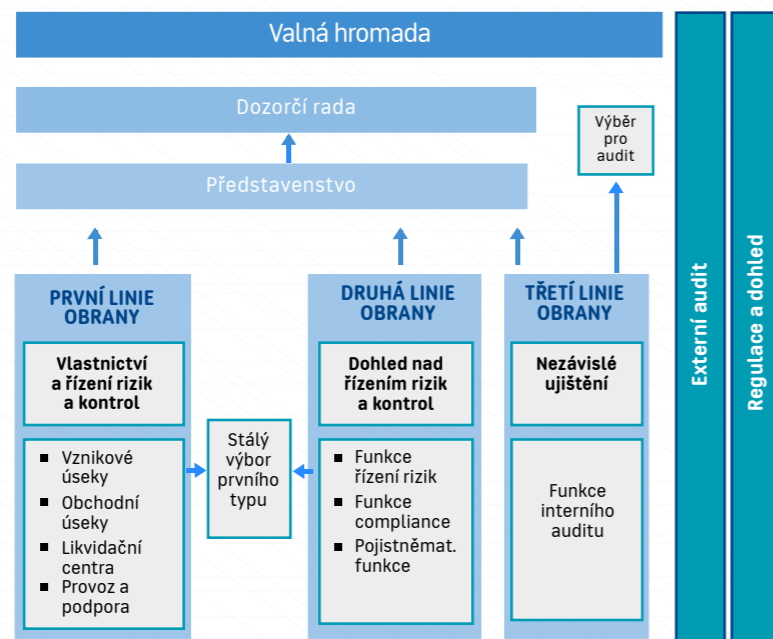 Valná hromada
Dozorčí rada
Výběr
pro
audit
Představenstvo
PRVNÍ LINIE
OBRANY
Vlastnictví
a řízení rizik
a kontrol
■ Vznikové
úseky
■ Obchodní
úseky
■ Likvidační
centra
■ Provoz a
podpora
Stálý
výbor
prvního
typu
DRUHÁ LINIE
OBRANY
Dohled nad
řízením rizik
a kontrol
■ Funkce
řízení rizik
■ Funkce
compliance
■ Pojistněmat.
funkce
TŘETÍ LINIE
OBRANY
Nezávislé
ujištění
Funkce
interního
auditu
Externí audit
Regulace a dohled